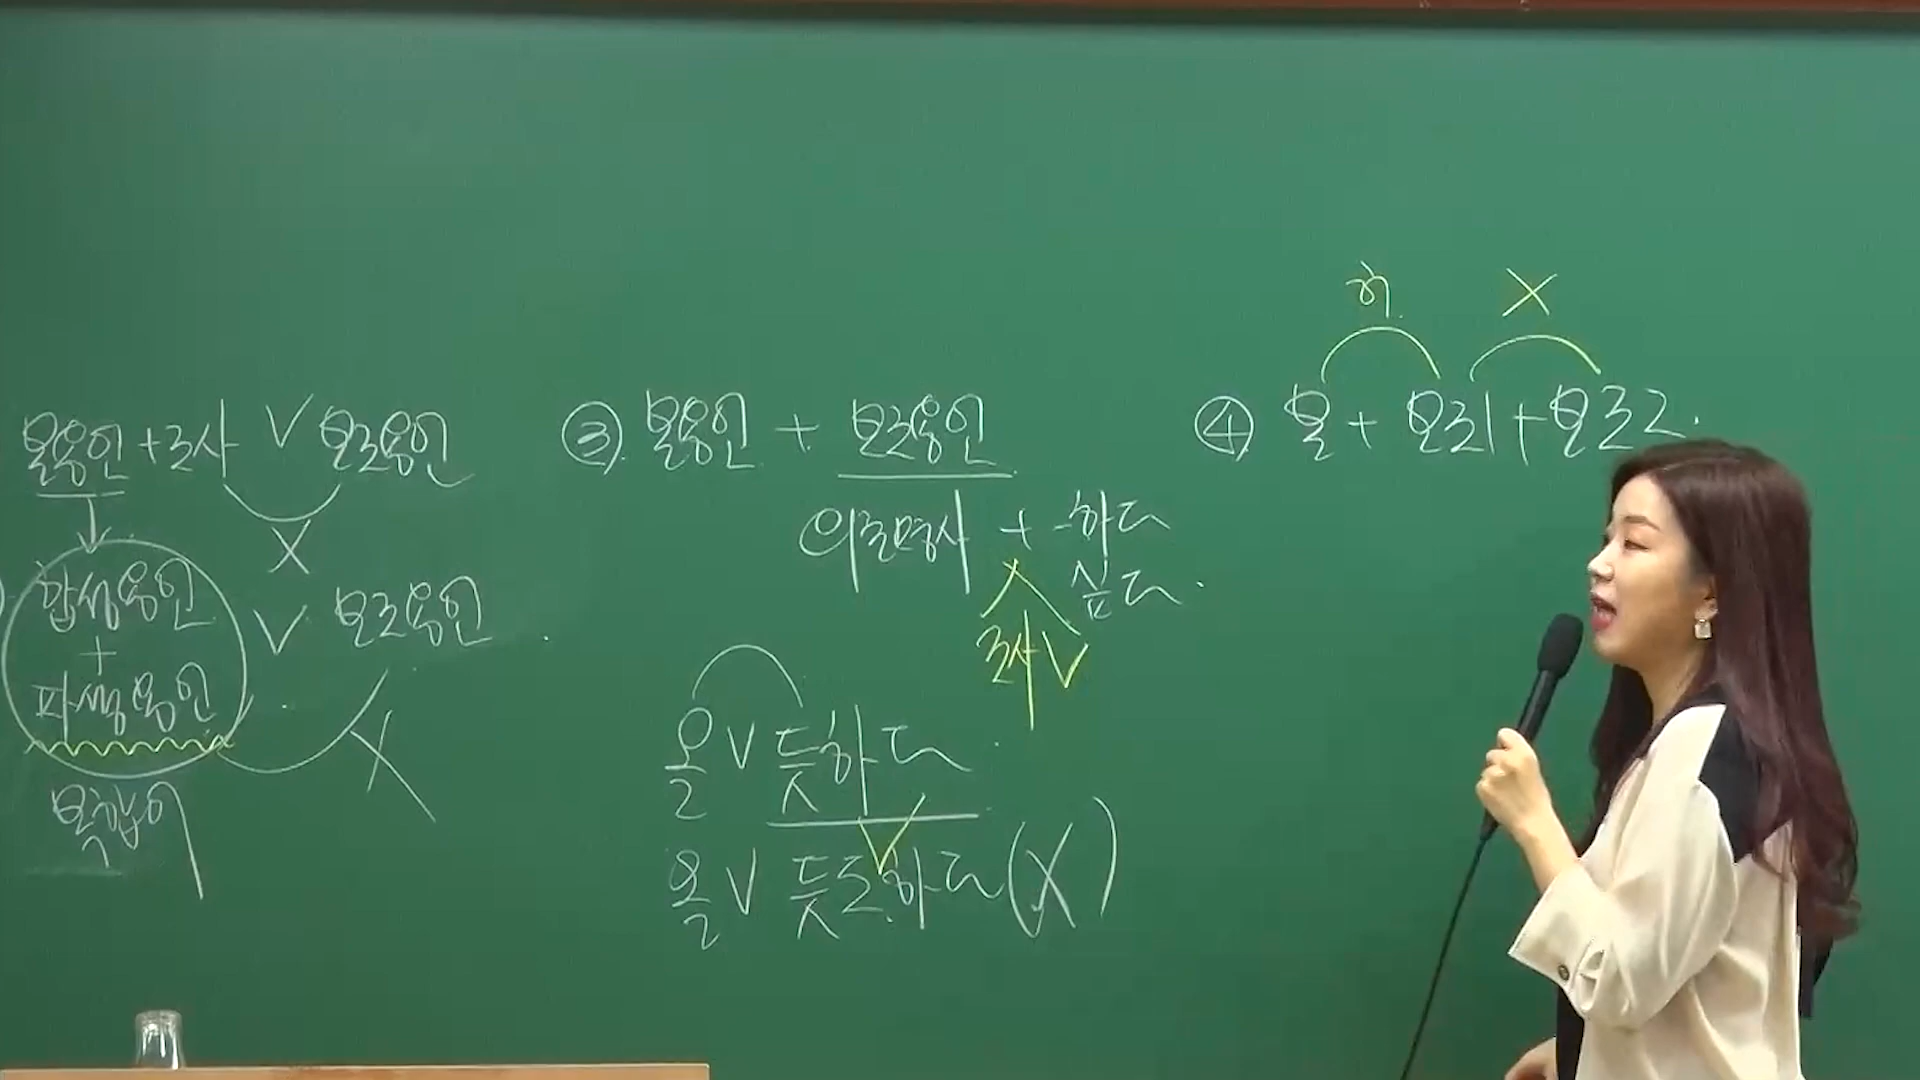 본용언 + 조사 ∨ 보조용언
X
합성용언
+
파생용언
∨ 보조용언
X
복합어
③ 본용언 + 보조용언
의존명사 + -하다
싶다.
조사 ∨
올 ∨ 듯하다
올 ∨ 듯도∨하다 (X)
허 X
④ 본 + 보조1 + 보조2.